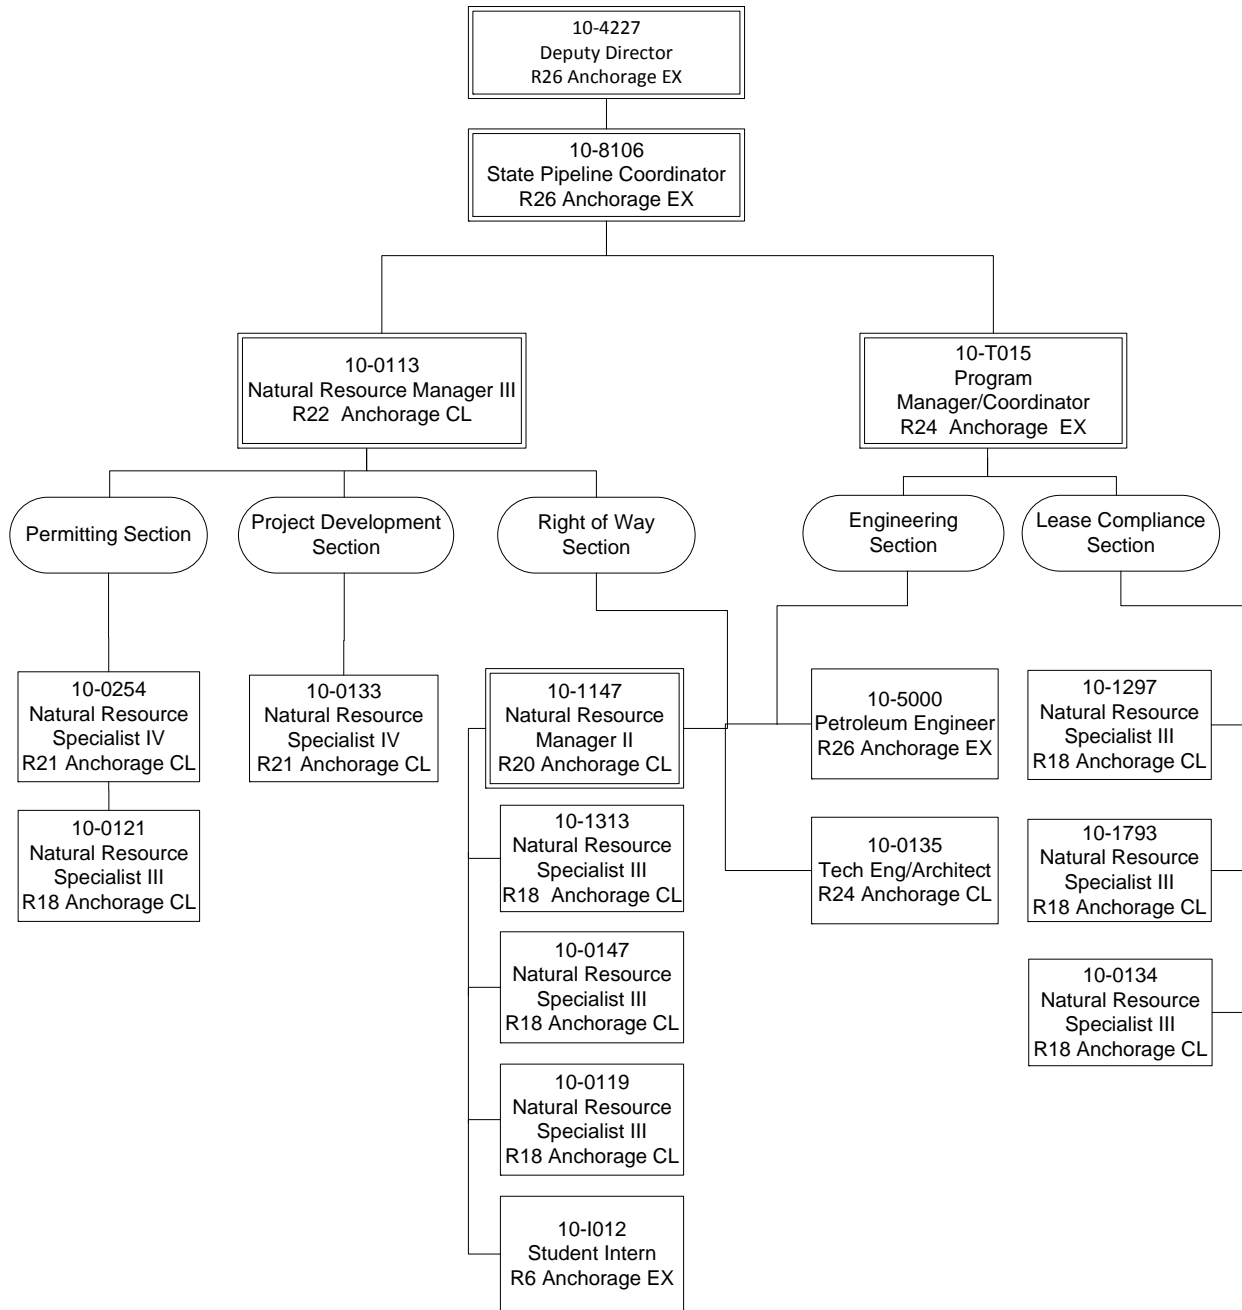 10-4227
Deputy Director
R26 Anchorage EX
10-8106
State Pipeline Coordinator
R26 Anchorage EX
10-0113
Natural Resource Manager III
R22 Anchorage CL
10-T015
Program
Manager/Coordinator
R24 Anchorage EX
Permitting Section
Project Development
Section
Right of Way
Section
Engineering
Section
Lease Compliance
Section
10-0254
Natural Resource
Specialist IV
R21 Anchorage CL
10-0121
Natural Resource
Specialist III
R18 Anchorage CL
10-0133
Natural Resource
Specialist IV
R21 Anchorage CL
10-1147
Natural Resource
Manager II
R20 Anchorage CL
10-1313
Natural Resource
Specialist III
R18 Anchorage CL
10-0147
Natural Resource
Specialist III
R18 Anchorage CL
10-0119
Natural Resource
Specialist III
R18 Anchorage CL
10-I012
Student Intern
R6 Anchorage EX
10-5000
Petroleum Engineer
R26 Anchorage EX
10-0135
Tech Eng/Architect
R24 Anchorage CL
10-1297
Natural Resource
Specialist III
R18 Anchorage CL
10-1793
Natural Resource
Specialist III
R18 Anchorage CL
10-0134
Natural Resource
Specialist III
R18 Anchorage CL